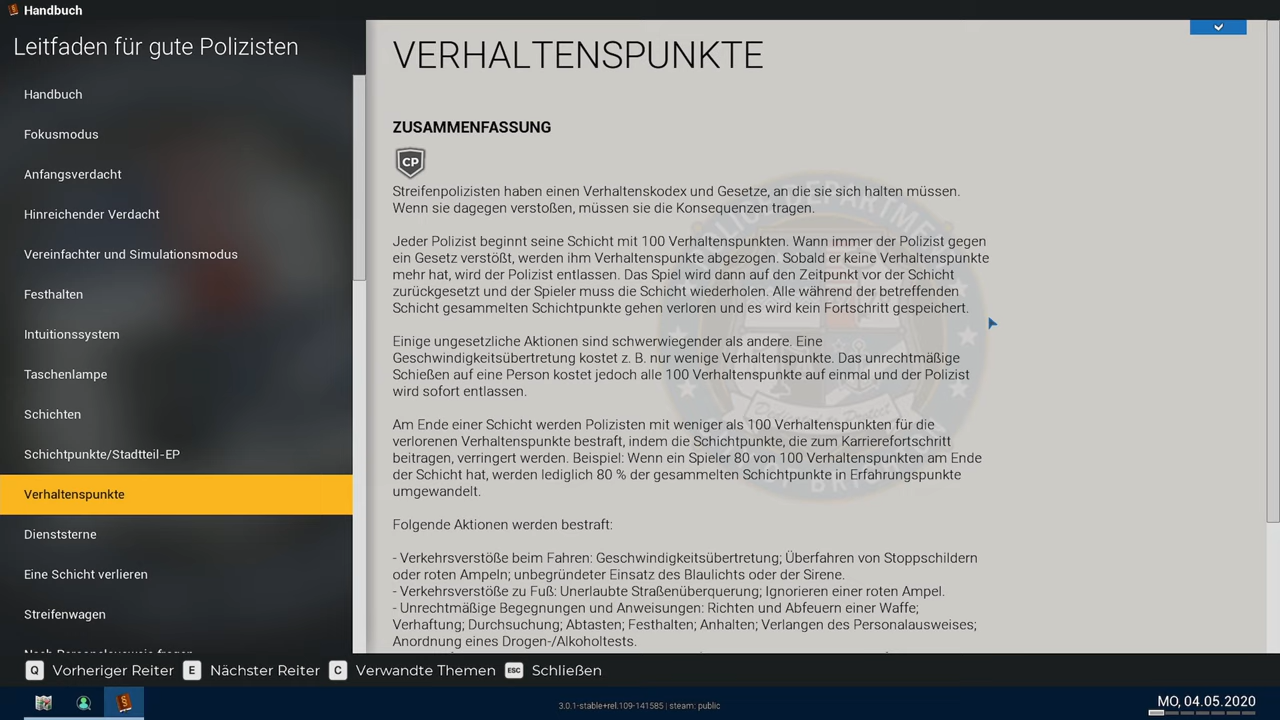 Handbuch
Leitfaden für gute Polizisten
Handbuch
Fokusmodus
Anfangsverdacht
Hinreichender Verdacht
Vereinfachter und Simulationsmodus
Festhalten
Intuitionssystem
Taschenlampe
Schichten
Schichtpunkte/Stadtteil-EP
Verhaltenspunkte
Dienststerne
Eine Schicht verlieren
Streifenwagen
VERHALTENSPUNKTE
ZUSAMMENFASSUNG
CP
Streifenpolizisten haben einen Verhaltenskodex und Gesetze, an die sie sich halten müssen.
Wenn sie dagegen verstoßen, müssen sie die Konsequenzen tragen.
Jeder Polizist beginnt seine Schicht mit 100 Verhaltenspunkten. Wann immer der Polizist gegen
ein Gesetz verstößt, werden ihm Verhaltenspunkte abgezogen. Sobald er keine Verhaltenspunkte
mehr hat, wird der Polizist entlassen. Das Spiel wird dann auf den Zeitpunkt vor der Schicht
zurückgesetzt und der Spieler muss die Schicht wiederholen. Alle während der betreffenden
Schicht gesammelten Schichtpunkte gehen verloren und es wird kein Fortschritt gespeichert.
Einige ungesetzliche Aktionen sind schwerwiegender als andere. Eine
Geschwindigkeitsübertretung kostet z. B. nur wenige Verhaltenspunkte. Das unrechtmäßige
Schießen auf eine Person kostet jedoch alle 100 Verhaltenspunkte auf einmal und der Polizist
wird sofort entlassen.
Am Ende einer Schicht werden Polizisten mit weniger als 100 Verhaltenspunkten für die
verlorenen Verhaltenspunkte bestraft, indem die Schichtpunkte, die zum Karrierefortschritt
beitragen, verringert werden. Beispiel: Wenn ein Spieler 80 von 100 Verhaltenspunkten am Ende
der Schicht hat, werden lediglich 80 % der gesammelten Schichtpunkte in Erfahrungspunkte
umgewandelt.
Folgende Aktionen werden bestraft:
- Verkehrsverstöße beim Fahren: Geschwindigkeitsübertretung; Überfahren von Stoppschildern
oder roten Ampeln; unbegründeter Einsatz des Blaulichts oder der Sirene.
- Verkehrsverstöße zu Fuß: Unerlaubte Straßenüberquerung; Ignorieren einer roten Ampel.
- Unrechtmäßige Begegnungen und Anweisungen: Richten und Abfeuern einer Waffe;
Verhaftung; Durchsuchung; Abtasten; Festhalten; Anhalten; Verlangen des Personalausweises;
Anordnung eines Drogen-/Alkoholtests.
Q Vorheriger Reiter E Nächster Reiter C Verwandte Themen ESC Schließen
3.0.1-stable+rel.109-141585 | steam: public
MO, 04.05.2020